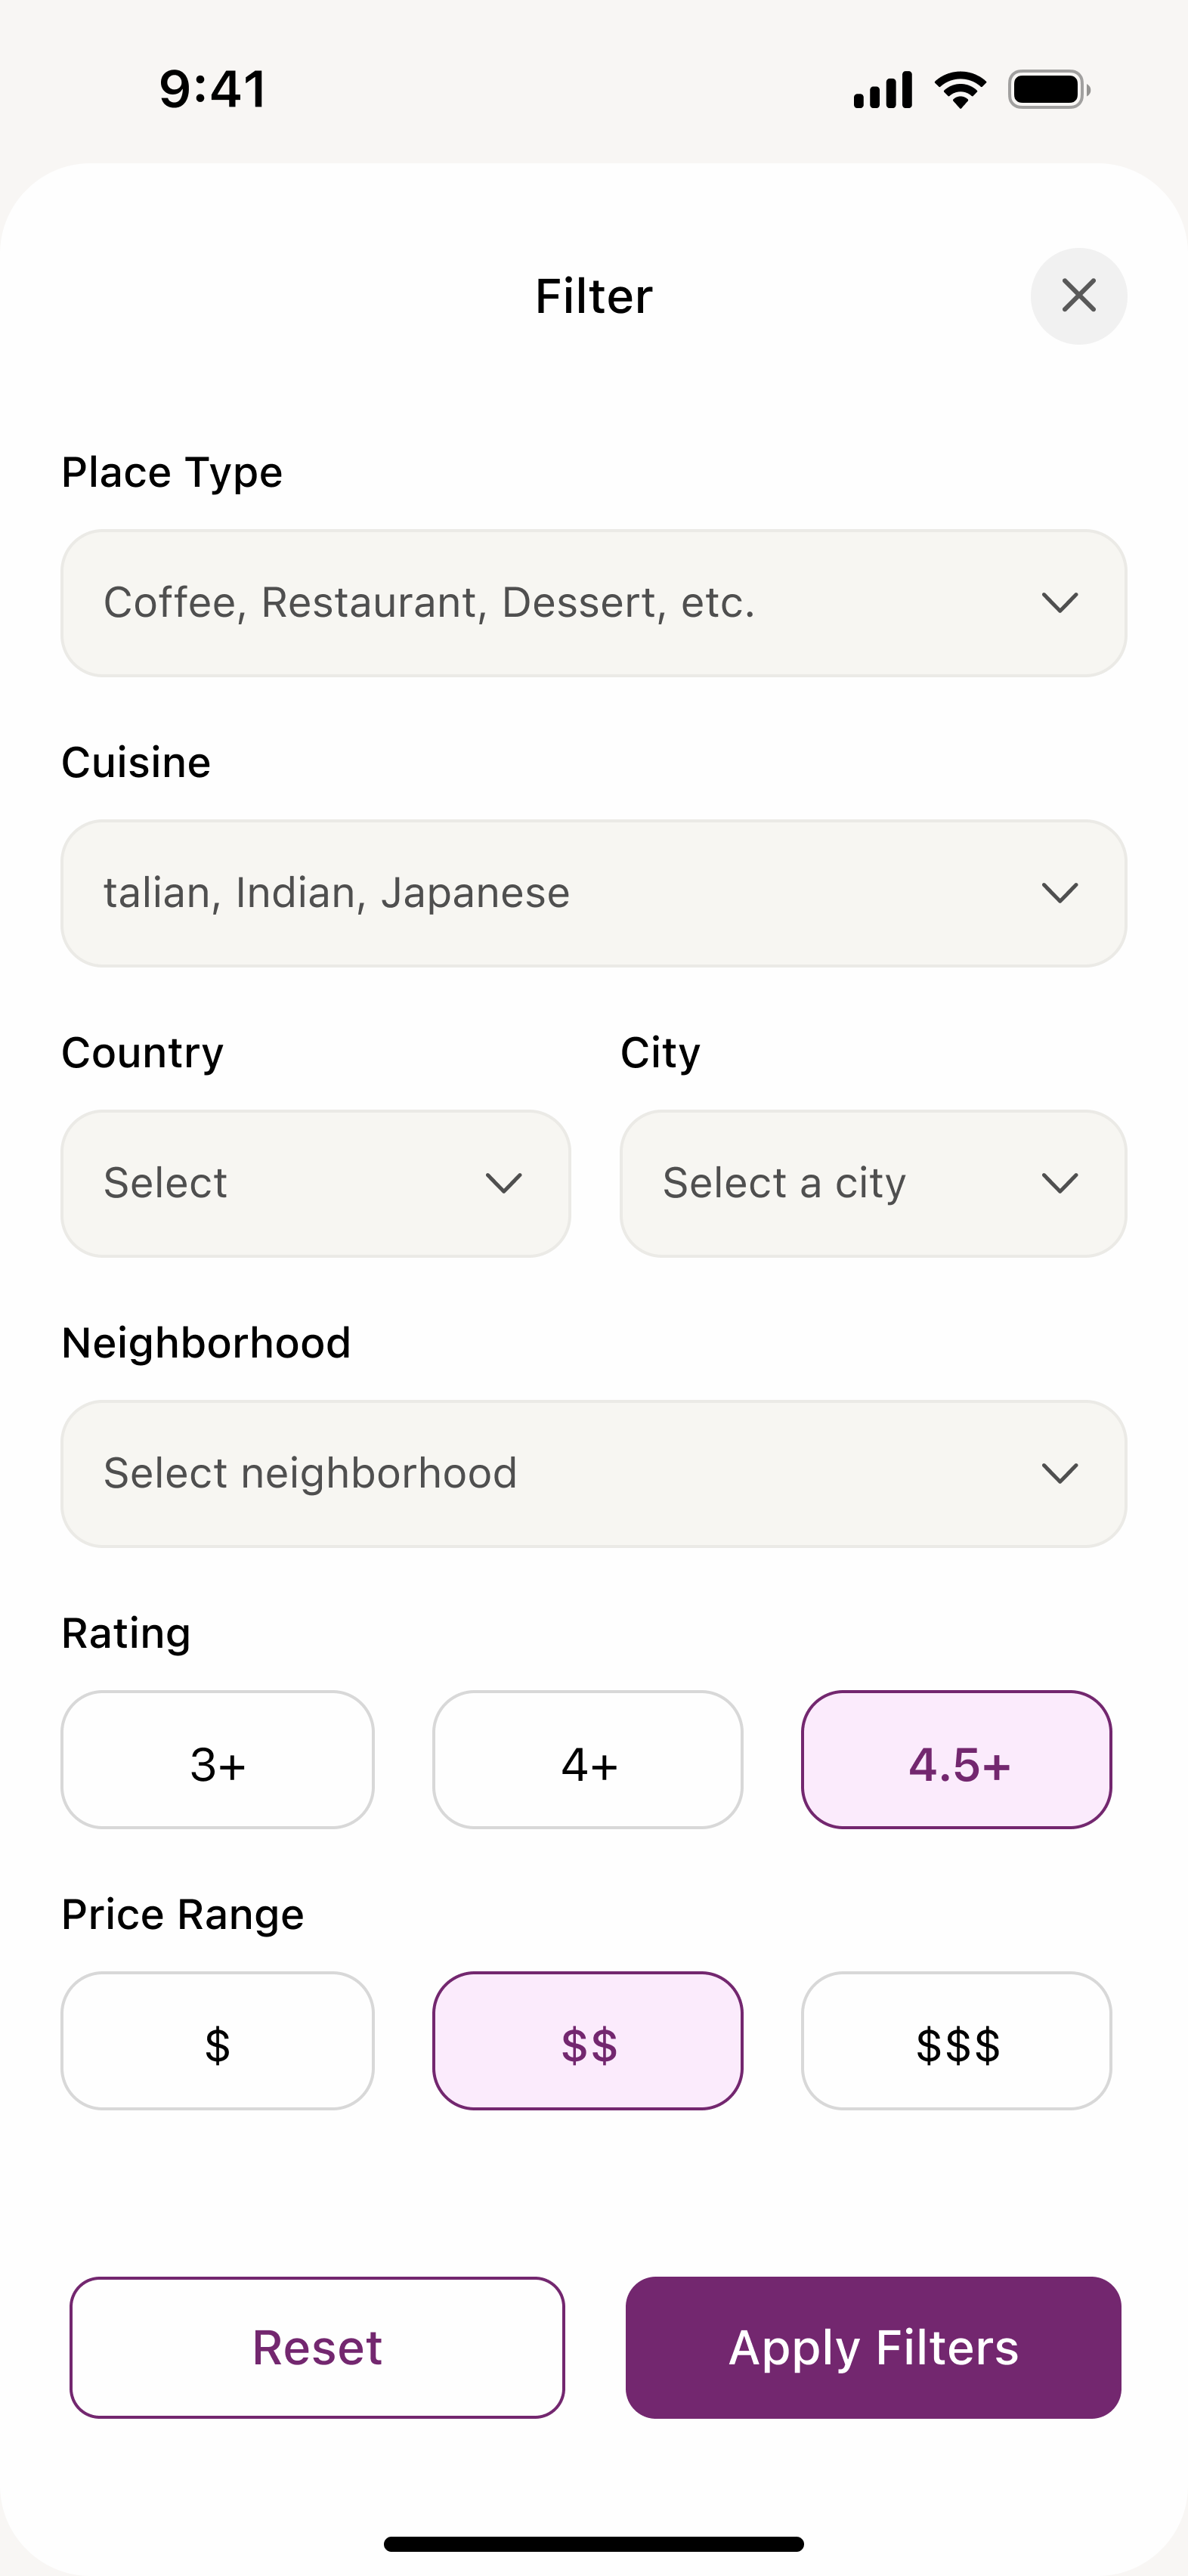 9:41
Filter
Place Type
Coffee, Restaurant, Dessert, etc.
Cuisine
talian, Indian, Japanese
Country
City
Select
Select a city
Neighborhood
Select neighborhood
Rating
3+
4+
4.5+
Price Range
$
$$
$$$
Reset
Apply Filters